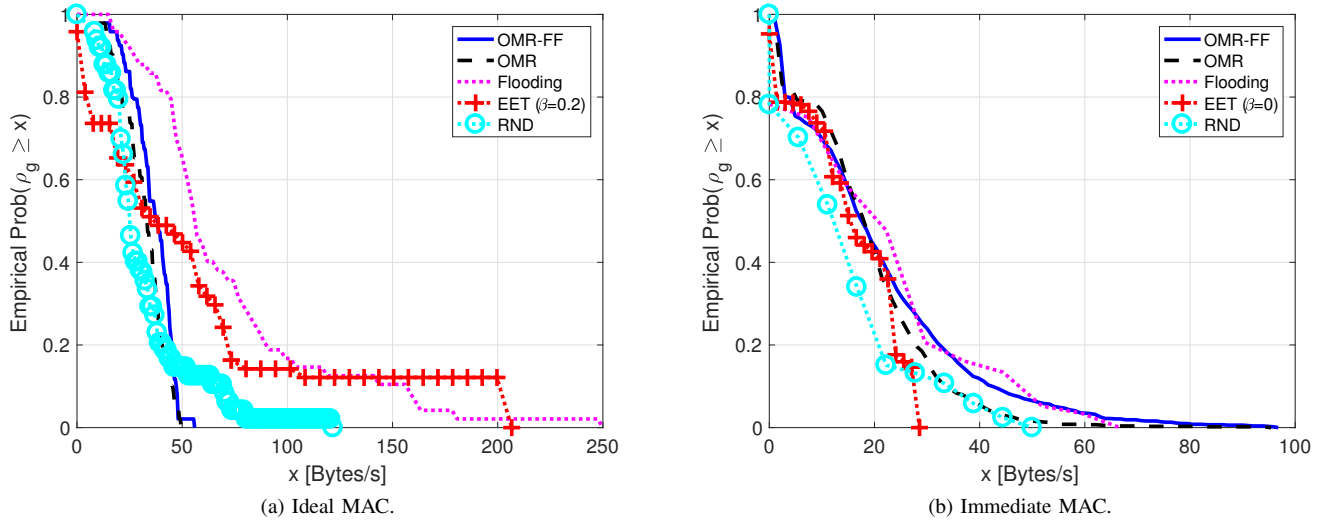 1
0.8
0.6
0.4
0.2
0
Empirical Prob(ρg ≥ x)
OMR-FF
OMR
Flooding
EET (β=0.2)
RND
0 50 100 150 200 250
x [Bytes/s]
(a) Ideal MAC.
1
0.8
0.6
0.4
0.2
0
Empirical Prob(ρg ≥ x)
OMR-FF
OMR
Flooding
EET (β=0)
RND
0 20 40 60 80 100
x [Bytes/s]
(b) Immediate MAC.